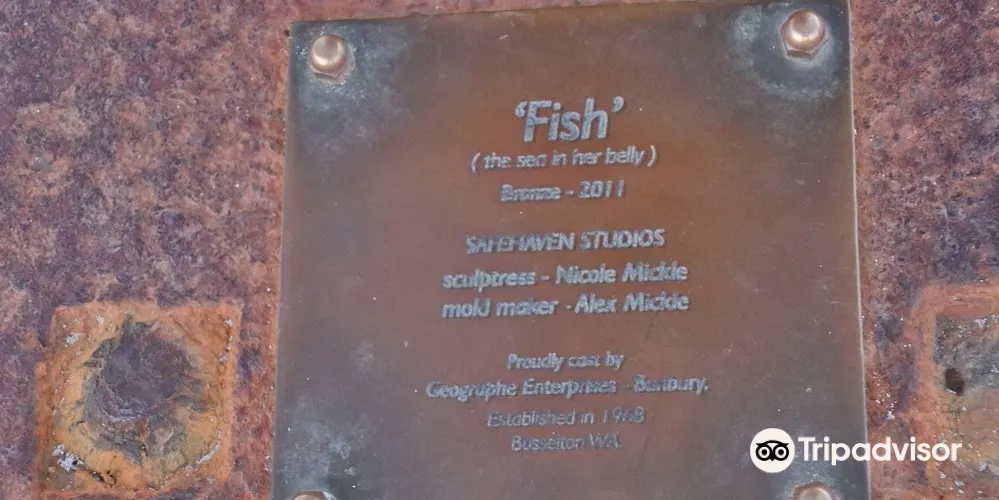 'Fish'
( the sea in her belly )
Bronze - 2011
SAFEHAVEN STUDIOS
sculptress - Nicole Mickle
mold maker - Alex Mickle
Proudly cast by
Geographe Enterprises - Bunbury.
Established in 1968
Busselton WA.
Tripadvisor